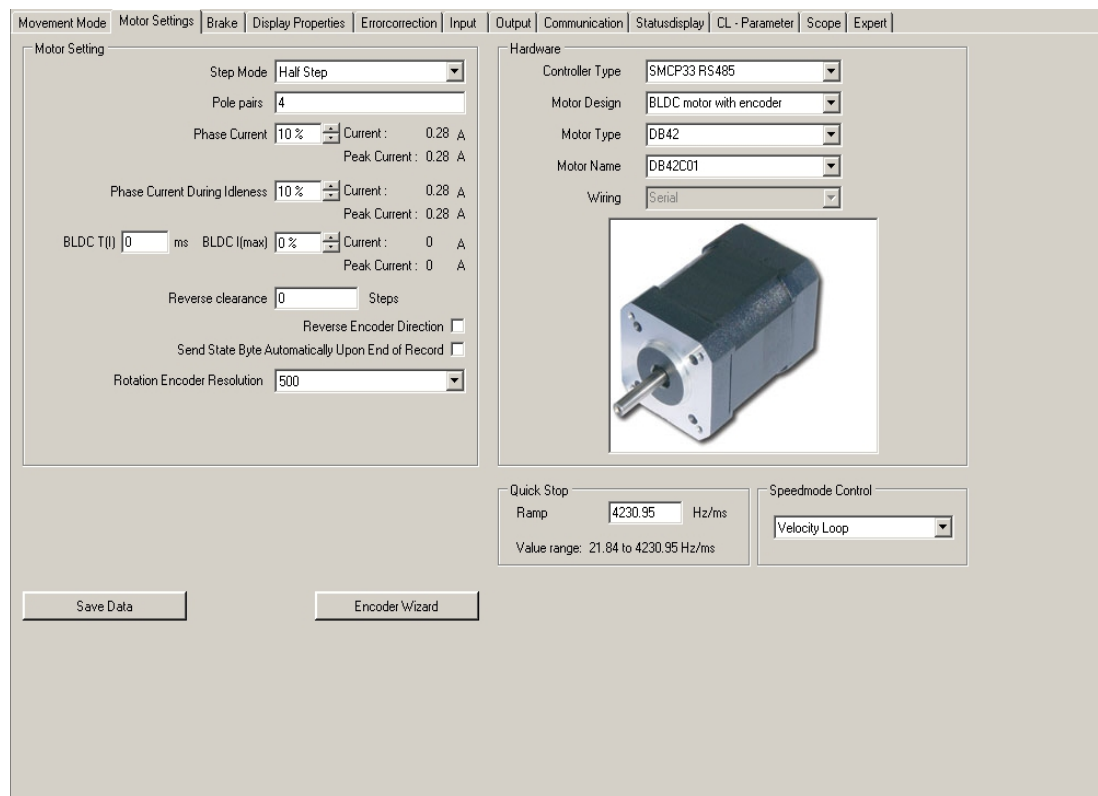 Movement Mode Motor Settings Brake Display Properties Errorcorrection Input Output Communication Statusdisplay CL - Parameter Scope Expert
Motor Setting
Step Mode Half Step
Pole pairs 4
Phase Current 10 % Current : 0.28 A
Peak Current : 0.28 A
Phase Current During Idleness 10 % Current : 0.28 A
Peak Current : 0.28 A
BLDC T(I) 0 ms BLDC I(max) 0 % Current : 0 A
Peak Current : 0 A
Reverse clearance 0 Steps
Reverse Encoder Direction
Send State Byte Automatically Upon End of Record
Rotation Encoder Resolution 500
Hardware
Controller Type SMCP33 RS485
Motor Design BLDC motor with encoder
Motor Type DB42
Motor Name DB42C01
Wiring Serial
Quick Stop
Ramp 4230.95 Hz/ms
Value range: 21.84 to 4230.95 Hz/ms
Speedmode Control
Velocity Loop
Save Data
Encoder Wizard